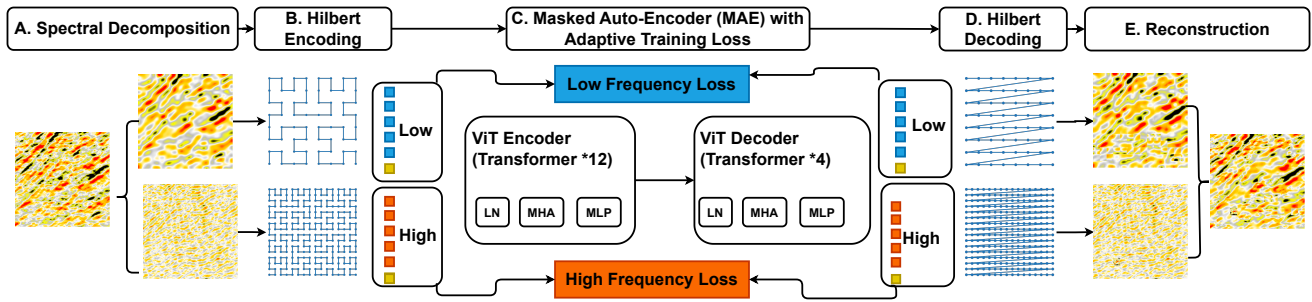 A. Spectral Decomposition
B. Hilbert
Encoding
C. Masked Auto-Encoder (MAE) with
Adaptive Training Loss
D. Hilbert
Decoding
E. Reconstruction
Low Frequency Loss
Low
ViT Encoder
(Transformer *12)
LN
MHA
MLP
ViT Decoder
(Transformer *4)
LN
MHA
MLP
Low
High
High
High Frequency Loss